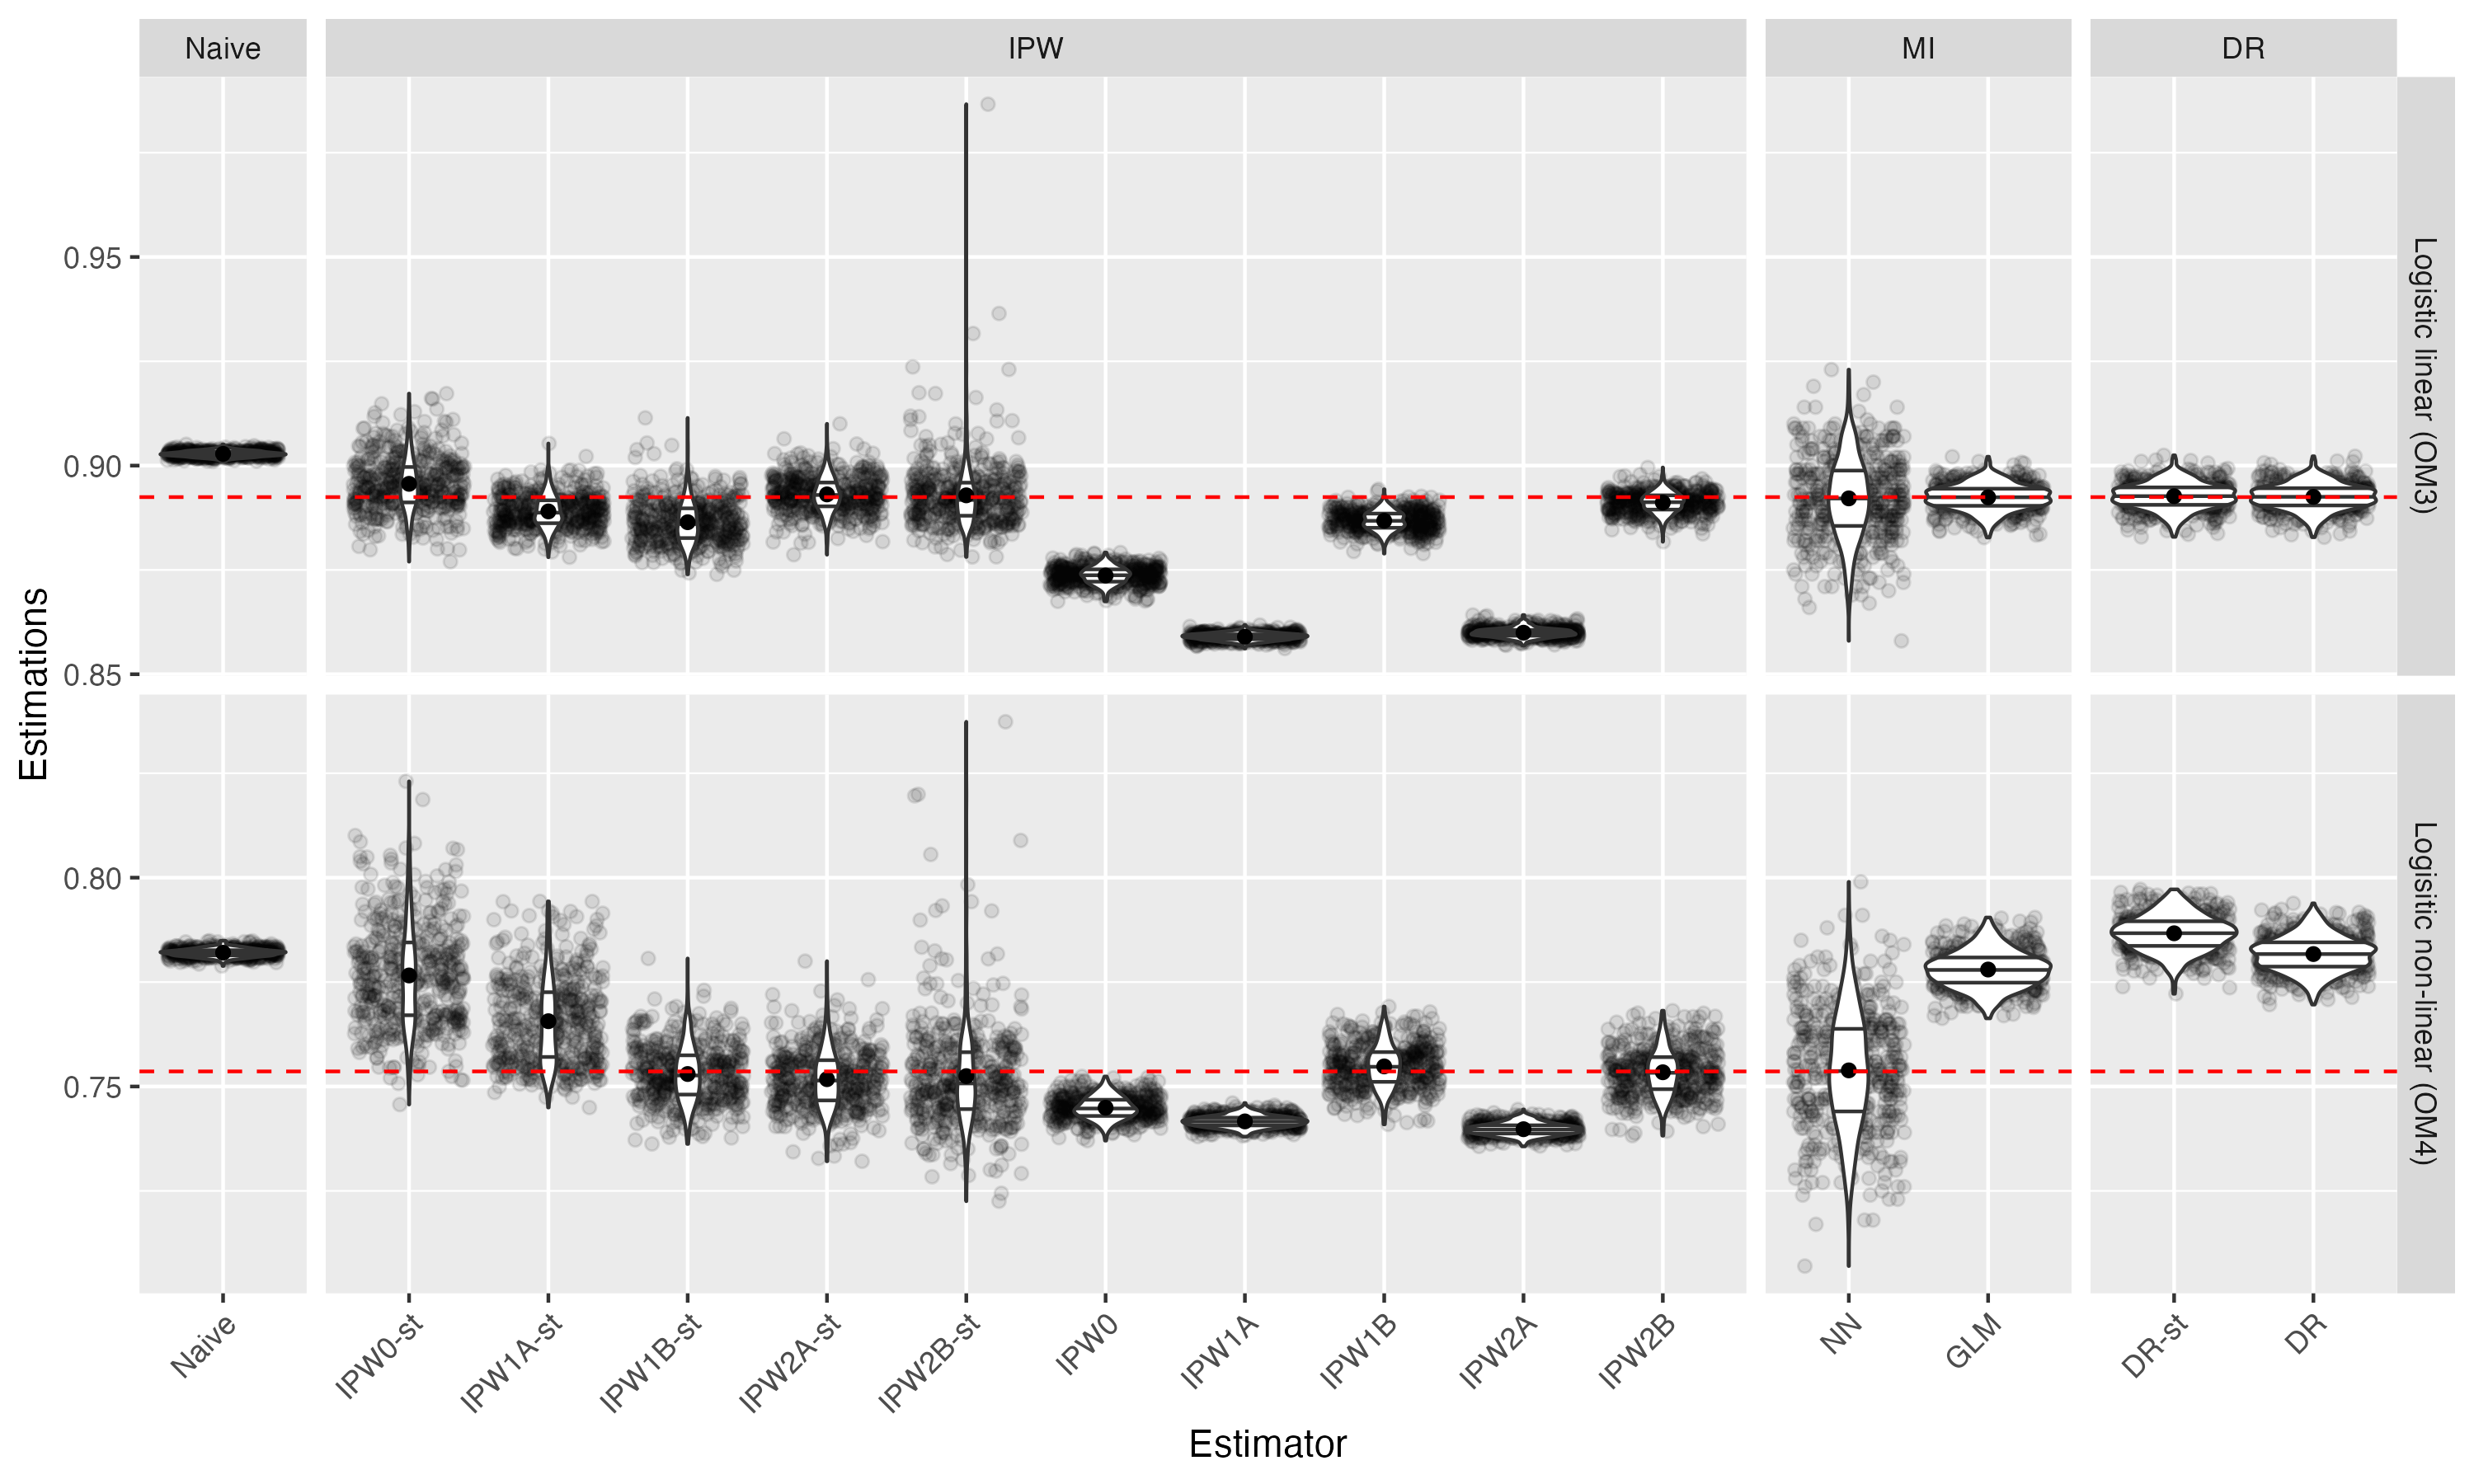 Naive
IPW
MI
DR
Estimations
0.95
0.90
0.85
Logistic linear (OM3)
0.80
0.75
Logisitic non-linear (OM4)
Naive
IPW0-st
IPW1A-st
IPW1B-st
IPW2A-st
IPW2B-st
IPW0
IPW1A
IPW1B
IPW2A
IPW2B
NN
GLM
DR-st
DR
Estimator